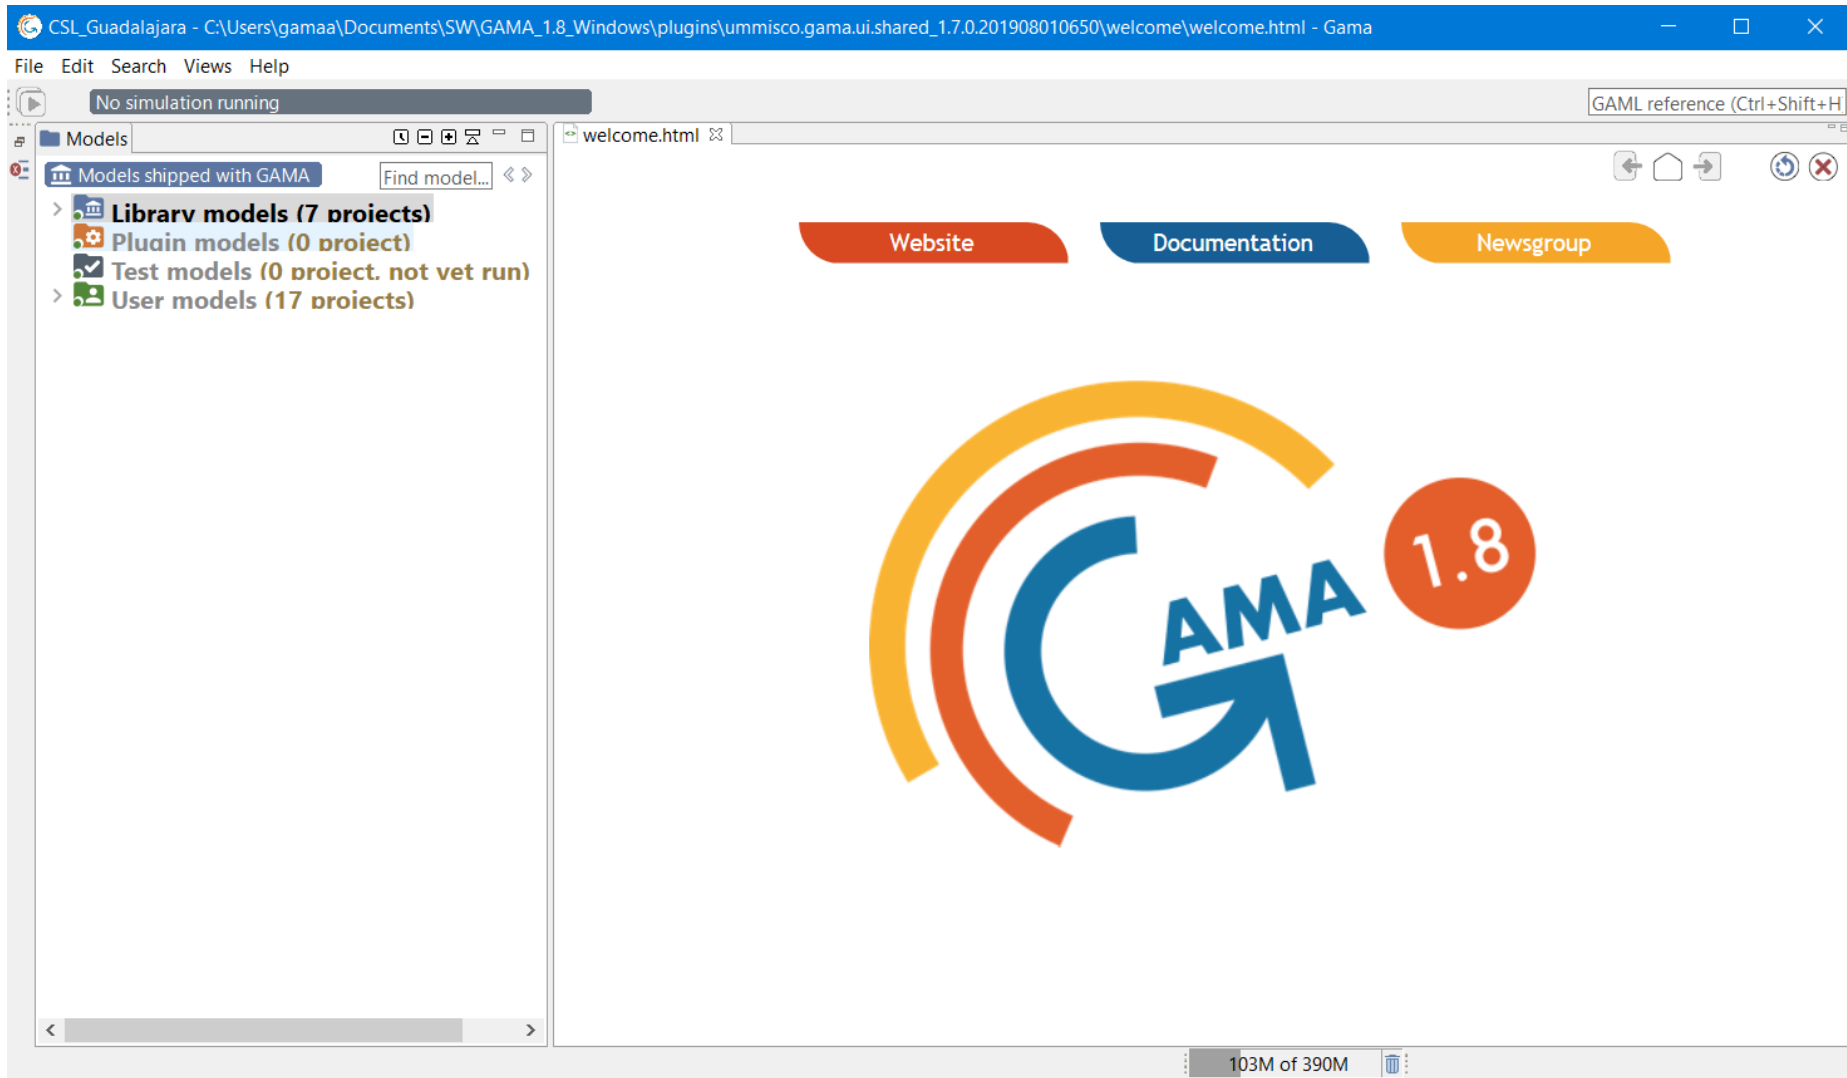 CSL_Guadalajara - C:\Users\gamaa\Documents\SW\GAMA_1.8_Windows\plugins\ummisco.gama.ui.shared_1.7.0.201908010650\welcome\welcome.html - Gama
File Edit Search Views Help
No simulation running
GAML reference (Ctrl+Shift+H
Models
welcome.html
Models shipped with GAMA
Find model...
Library models (7 projects)
Plugin models (0 project)
Test models (0 project, not yet run)
User models (17 projects)
Website
Documentation
Newsgroup
GAMA
1.8
103M of 390M